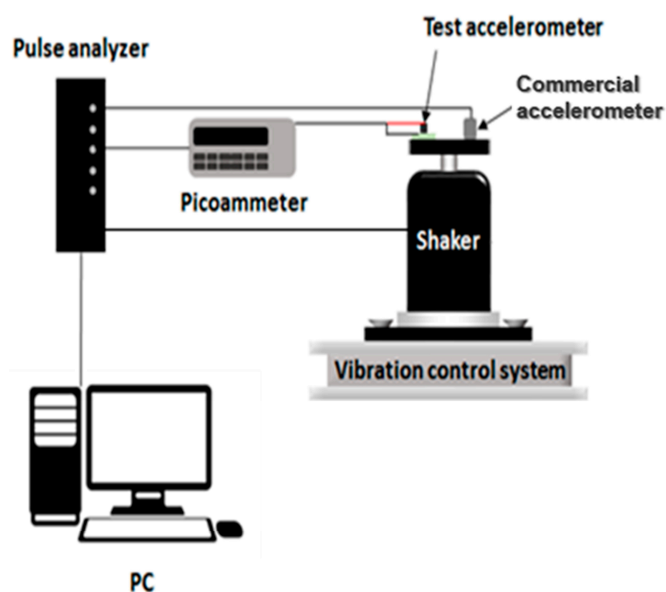 Test accelerometer
Pulse analyzer
Commercial
accelerometer
Picoammeter
Shaker
Vibration control system
PC